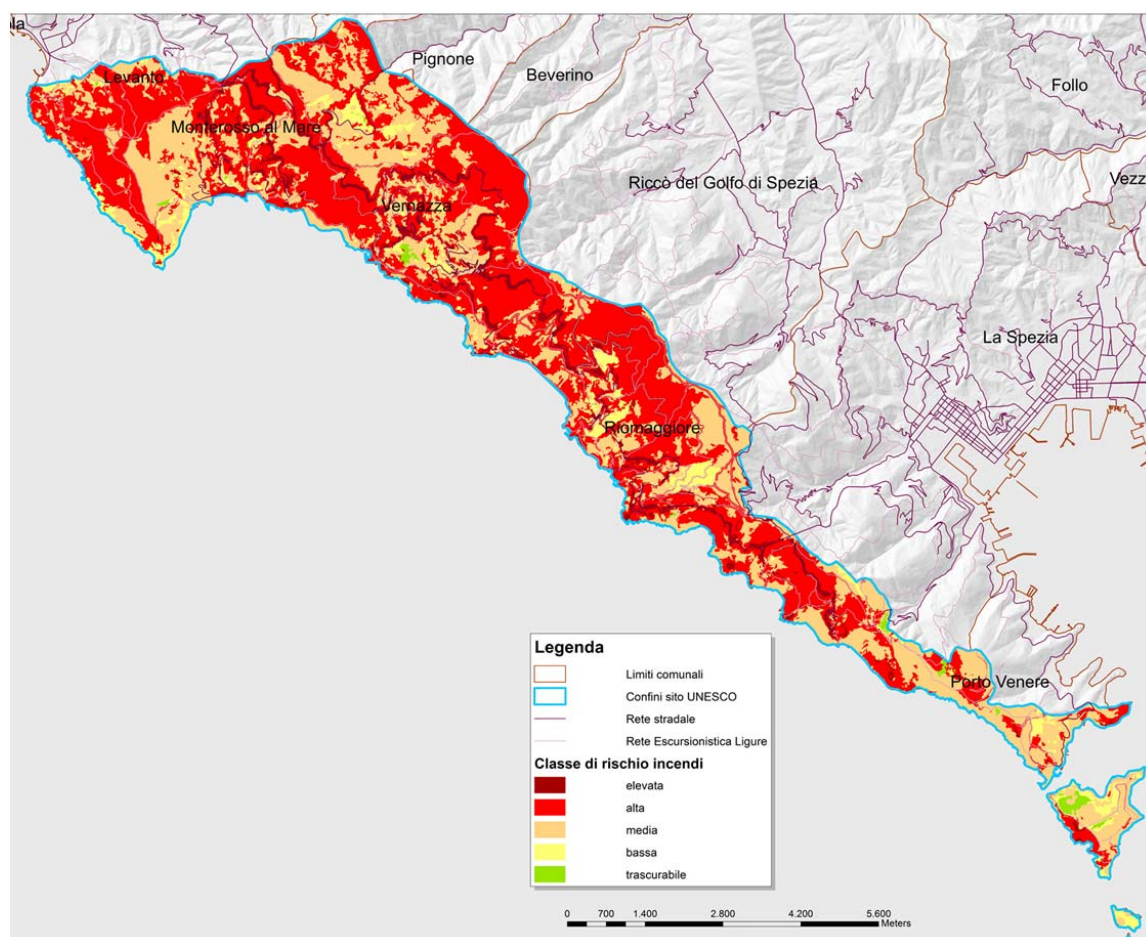 ola
Pignone
Levanto
Beverino
Follo
Monterosso al Mare
Riccò del Golfo di Spezia
Vezz
Vernazza
La Spezia
Riomaggiore
Porto Venere
Legenda
Limiti comunali
Confini sito UNESCO
Rete stradale
Rete Escursionistica Ligure
Classe di rischio incendi
elevata
alta
media
bassa
trascurabile
0 700 1.400 2.800 4.200 5.600
Meters